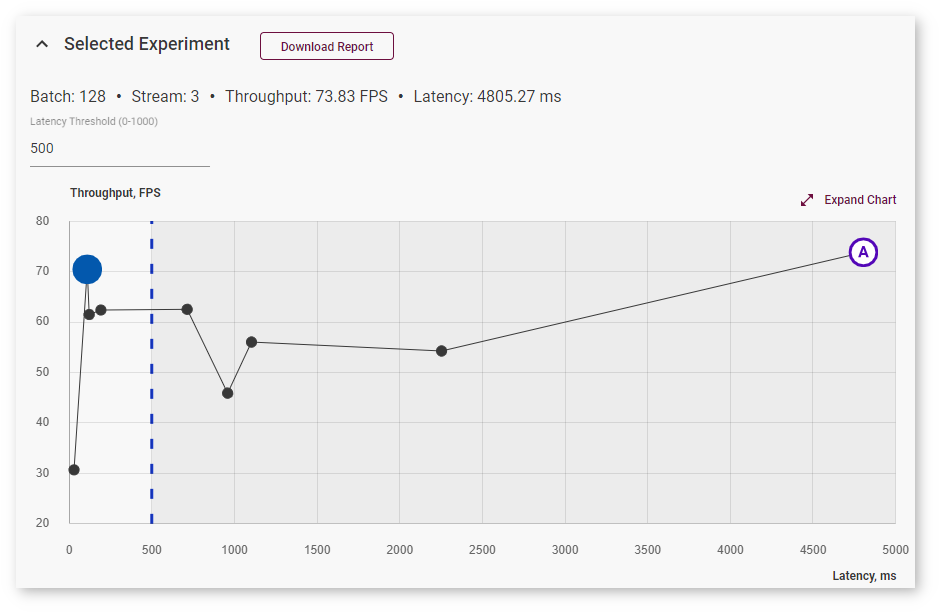 Selected Experiment
Download Report
Batch: 128 • Stream: 3 • Throughput: 73.83 FPS • Latency: 4805.27 ms
Latency Threshold (0-1000)
500
Throughput, FPS
Expand Chart
80
70
60
50
40
30
20
A
0 500 1000 1500 2000 2500 3000 3500 4000 4500 5000
Latency, ms